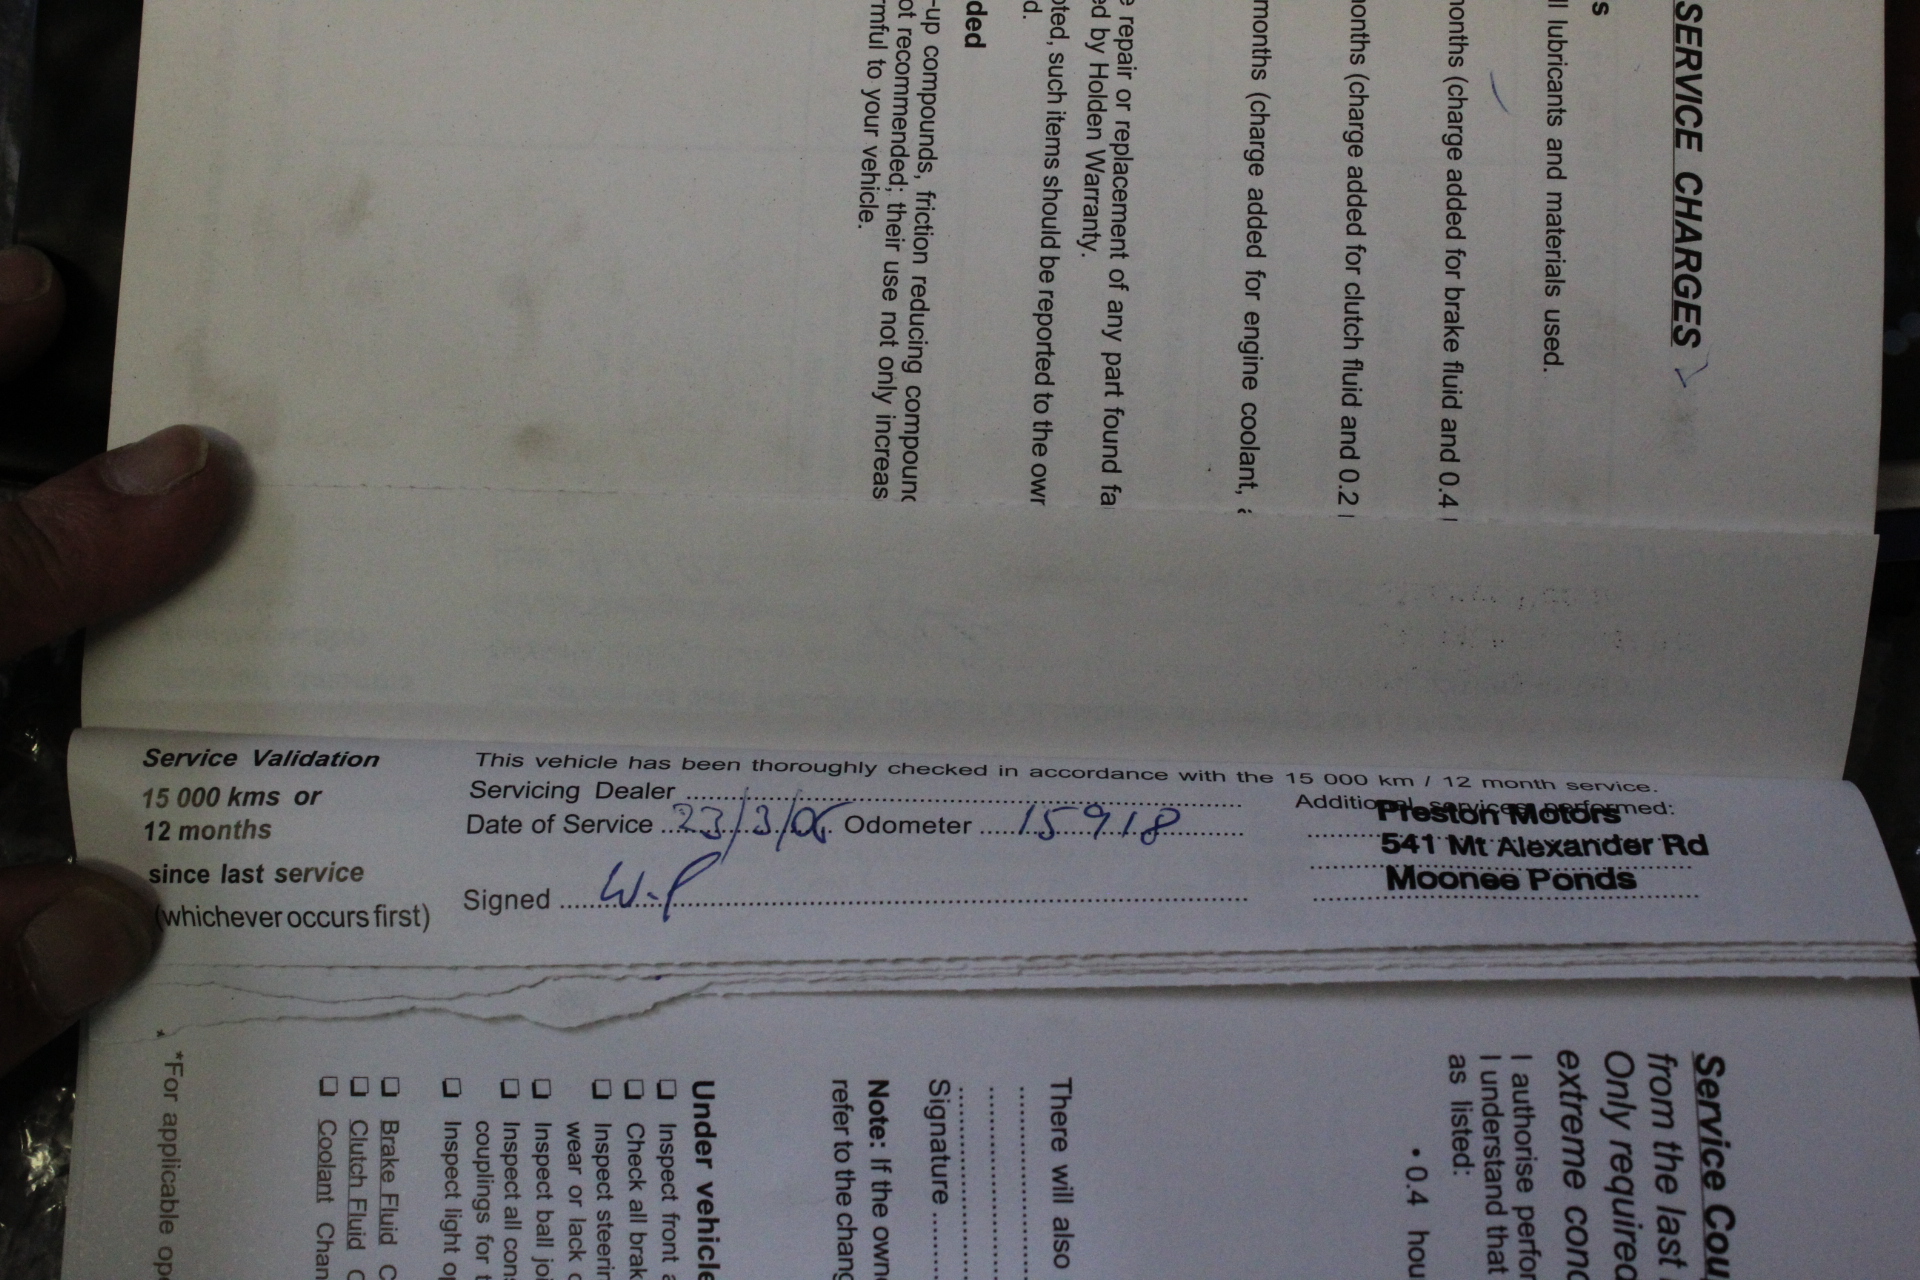 SERVICE CHARGES
s
ll lubricants and materials used.
months (charge added for brake fluid and 0.4
months (charge added for clutch fluid and 0.2
months (charge added for engine coolant,
e repair or replacement of any part found fa
ed by Holden Warranty.
oted, such items should be reported to the owr
d.
ded
-up compounds, friction reducing compound
ot recommended; their use not only increas
rmful to your vehicle.
Service Validation
15 000 kms or
12 months
since last service
(whichever occurs first)
This vehicle has been thoroughly checked in accordance with the 15 000 km / 12 month service.
Servicing Dealer
Date of Service 23/3/06 Odometer 15918
Signed W.P
Additional services performed:
Preston Motors
541 Mt Alexander Rd
Moonee Ponds
Service Cou
from the last
Only required
extreme cond
I authorise perfor
I understand that
as listed:
• 0.4 hou
There will also
Signature
Note: If the owne
refer to the chang
Under vehicle
❏ Inspect front a
❏ Check all brak
❏ Inspect steerin
wear or lack o
❏ Inspect ball joi
❏ Inspect all cons
couplings for t
❏ Inspect light op
❏ Brake Fluid C
❏ Clutch Fluid C
❏ Coolant Chan
*For applicable ope